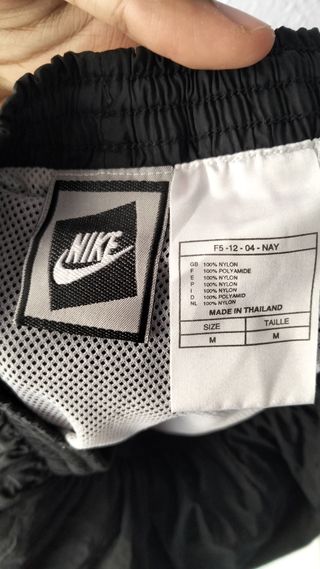 NIKE
F5 -12 - 04 - NAY
GB 100% NYLON
F 100% POLYAMIDE
E 100% NYLON
P 100% NYLON
I 100% NYLON
D 100% POLYAMID
NL 100% NYLON
MADE IN THAILAND
SIZE TAILLE
M M